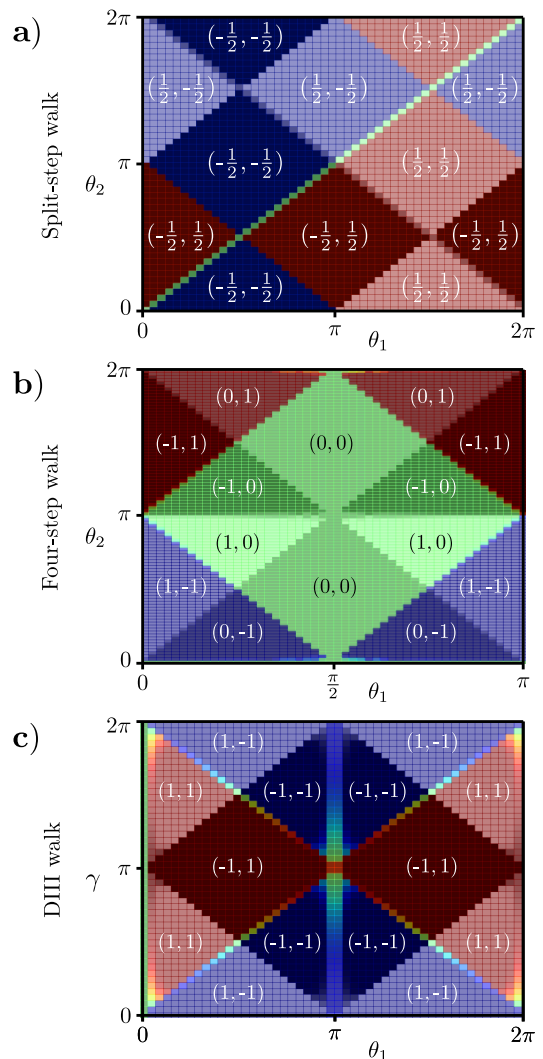 a)
Split-step walk
2π
π
0
θ₂
(-1/2, -1/2) (1/2, 1/2)
(1/2, -1/2) (1/2, -1/2) (1/2, -1/2)
(-1/2, -1/2) (1/2, 1/2)
(-1/2, 1/2) (-1/2, 1/2) (-1/2, 1/2)
(-1/2, -1/2) (1/2, 1/2)
0 π θ₁ 2π
b)
Four-step walk
2π
π
0
θ₂
(0, 1) (0, 1)
(-1, 1) (0, 0) (-1, 1)
(-1, 0) (-1, 0)
(1, 0) (1, 0)
(1, -1) (0, 0) (1, -1)
(0, -1) (0, -1)
0 π/2 θ₁ π
c)
DIII walk
2π
π
0
γ
(1, -1) (1, -1)
(1, 1) (-1, -1) (-1, -1) (1, 1)
(-1, 1) (-1, 1)
(1, 1) (-1, -1) (-1, -1) (1, 1)
(1, -1) (1, -1)
0 π θ₁ 2π